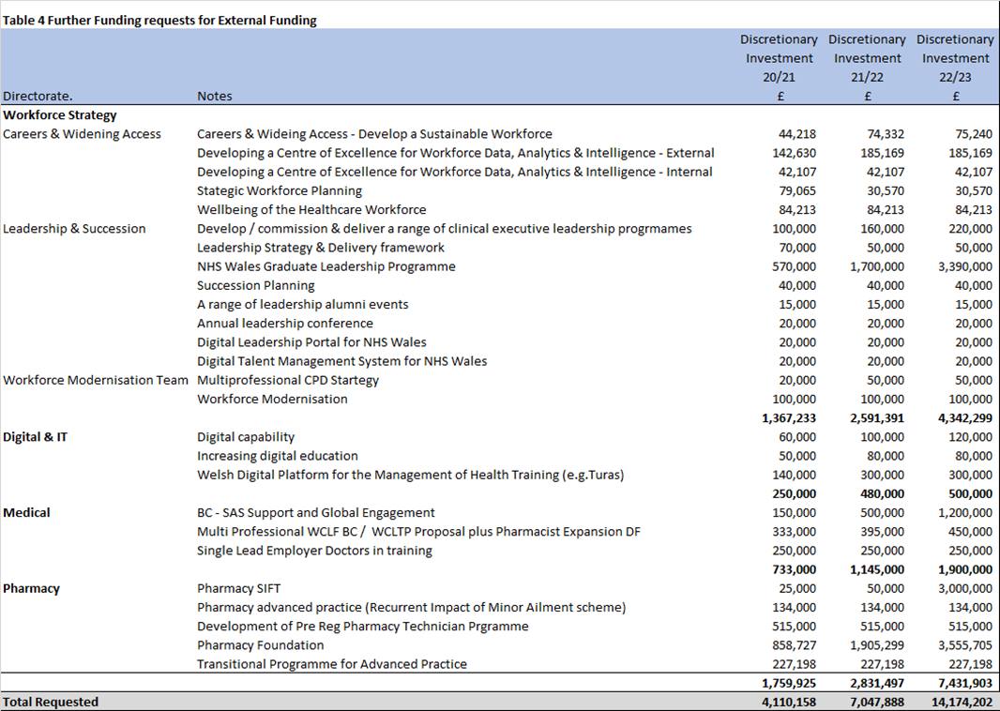 Table 4 Further Funding requests for External Funding
Discretionary Discretionary Discretionary
Investment Investment Investment
20/21 21/22 22/23
Directorate. Notes £ £ £
Workforce Strategy
Careers & Widening Access Careers & Wideing Access - Develop a Sustainable Workforce 44,218 74,332 75,240
Developing a Centre of Excellence for Workforce Data, Analytics & Intelligence - External 142,630 185,169 185,169
Developing a Centre of Excellence for Workforce Data, Analytics & Intelligence - Internal 42,107 42,107 42,107
Stategic Workforce Planning 79,065 30,570 30,570
Wellbeing of the Healthcare Workforce 84,213 84,213 84,213
Leadership & Succession Develop / commission & deliver a range of clinical executive leadership progrmames 100,000 160,000 220,000
Leadership Strategy & Delivery framework 70,000 50,000 50,000
NHS Wales Graduate Leadership Programme 570,000 1,700,000 3,390,000
Succession Planning 40,000 40,000 40,000
A range of leadership alumni events 15,000 15,000 15,000
Annual leadership conference 20,000 20,000 20,000
Digital Leadership Portal for NHS Wales 20,000 20,000 20,000
Digital Talent Management System for NHS Wales 20,000 20,000 20,000
Workforce Modernisation Team Multiprofessional CPD Startegy 20,000 50,000 50,000
Workforce Modernisation 100,000 100,000 100,000
1,367,233 2,591,391 4,342,299
Digital & IT Digital capability 60,000 100,000 120,000
Increasing digital education 50,000 80,000 80,000
Welsh Digital Platform for the Management of Health Training (e.g.Turas) 140,000 300,000 300,000
250,000 480,000 500,000
Medical BC - SAS Support and Global Engagement 150,000 500,000 1,200,000
Multi Professional WCLF BC / WCLTP Proposal plus Pharmacist Expansion DF 333,000 395,000 450,000
Single Lead Employer Doctors in training 250,000 250,000 250,000
733,000 1,145,000 1,900,000
Pharmacy Pharmacy SIFT 25,000 50,000 3,000,000
Pharmacy advanced practice (Recurrent Impact of Minor Ailment scheme) 134,000 134,000 134,000
Development of Pre Reg Pharmacy Technician Prgramme 515,000 515,000 515,000
Pharmacy Foundation 858,727 1,905,299 3,555,705
Transitional Programme for Advanced Practice 227,198 227,198 227,198
1,759,925 2,831,497 7,431,903
Total Requested 4,110,158 7,047,888 14,174,202